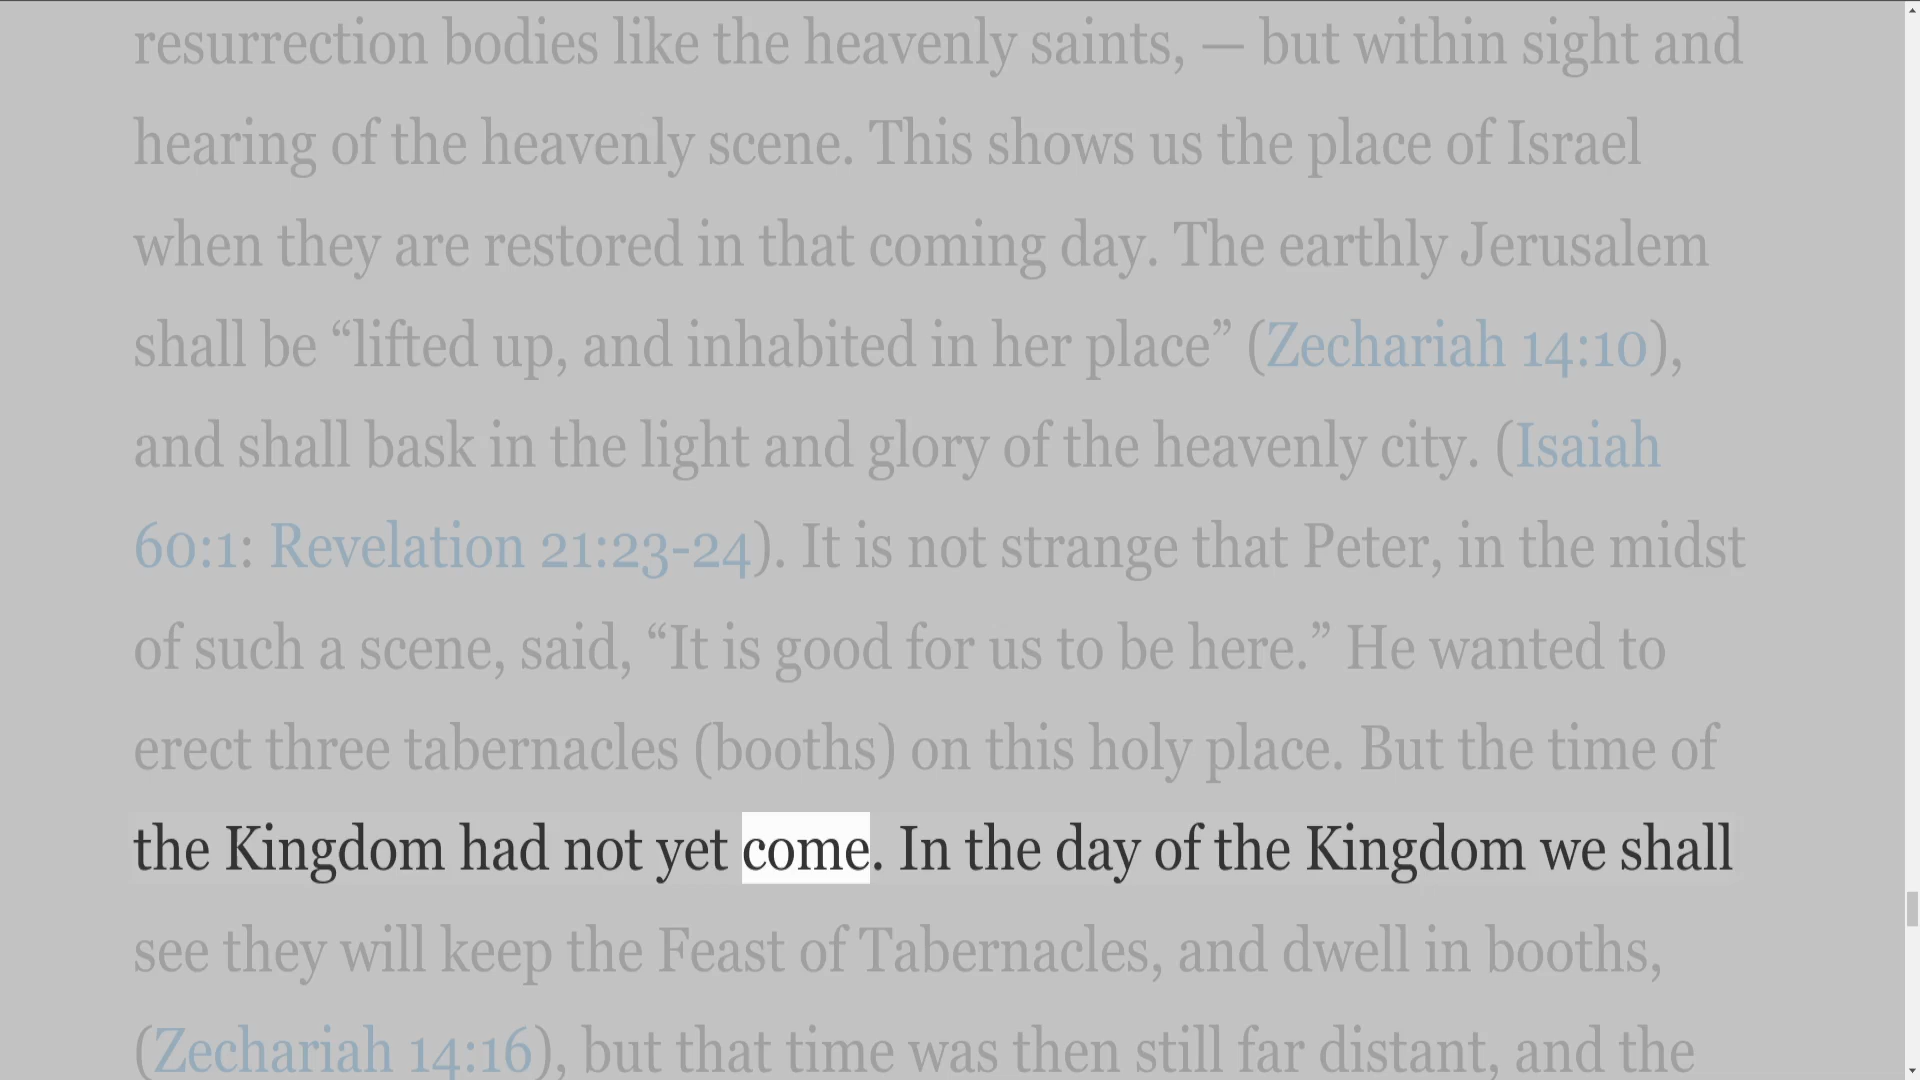 resurrection bodies like the heavenly saints, — but within sight and
hearing of the heavenly scene. This shows us the place of Israel
when they are restored in that coming day. The earthly Jerusalem
shall be “lifted up, and inhabited in her place” (Zechariah 14:10),
and shall bask in the light and glory of the heavenly city. (Isaiah
60:1: Revelation 21:23-24). It is not strange that Peter, in the midst
of such a scene, said, “It is good for us to be here.” He wanted to
erect three tabernacles (booths) on this holy place. But the time of
the Kingdom had not yet come. In the day of the Kingdom we shall
see they will keep the Feast of Tabernacles, and dwell in booths,
(Zechariah 14:16), but that time was then still far distant, and the